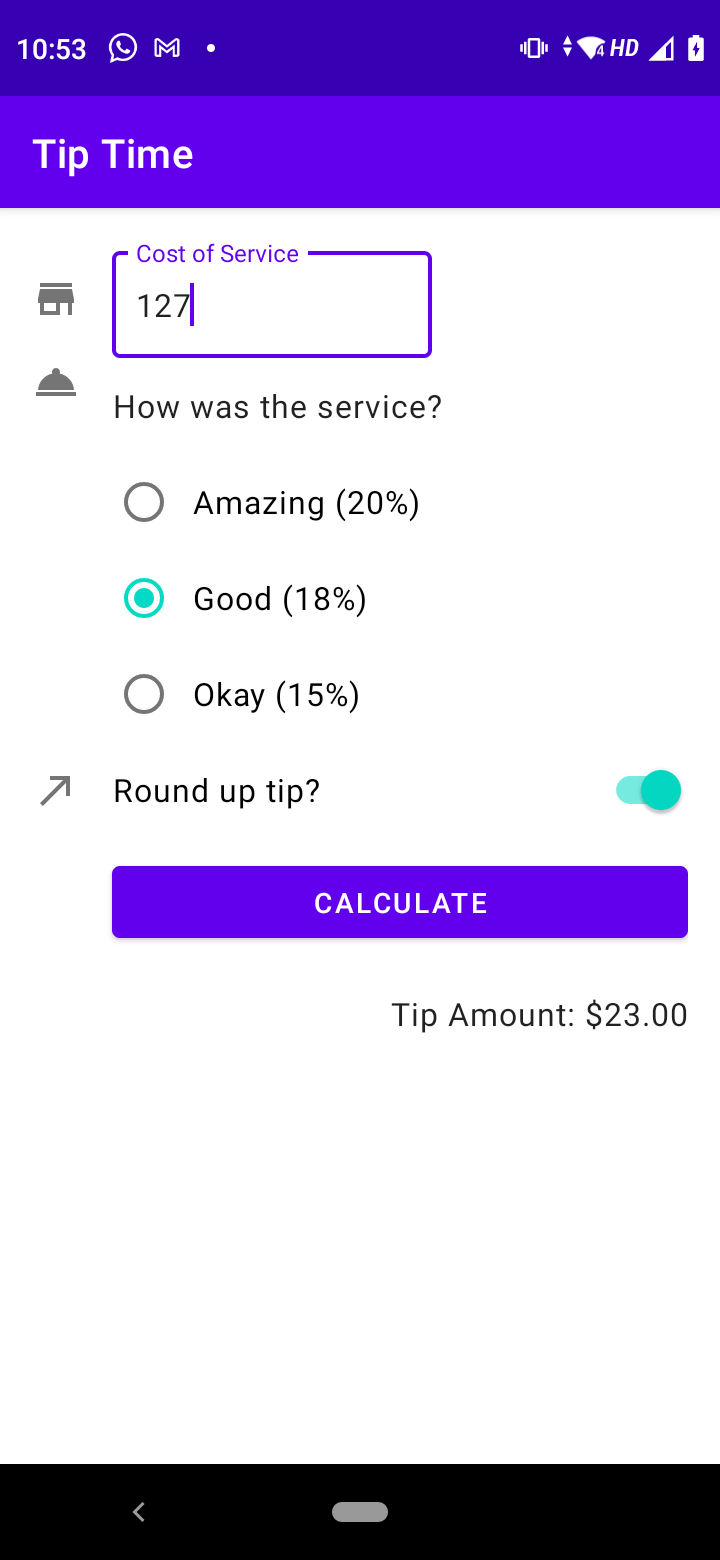 10:53 HD
Tip Time
Cost of Service
127
How was the service?
Amazing (20%)
Good (18%)
Okay (15%)
Round up tip?
CALCULATE
Tip Amount: $23.00